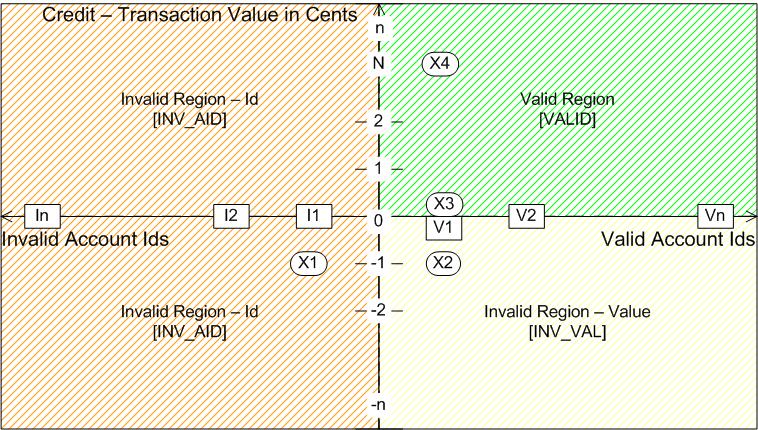 Credit – Transaction Value in Cents
n
N
X4
Invalid Region – Id
[INV_AID]
Valid Region
[VALID]
2
1
X3
In
I2
I1
0
V1
V2
Vn
Invalid Account Ids
Valid Account Ids
X1
-1
X2
Invalid Region – Id
[INV_AID]
-2
Invalid Region – Value
[INV_VAL]
-n